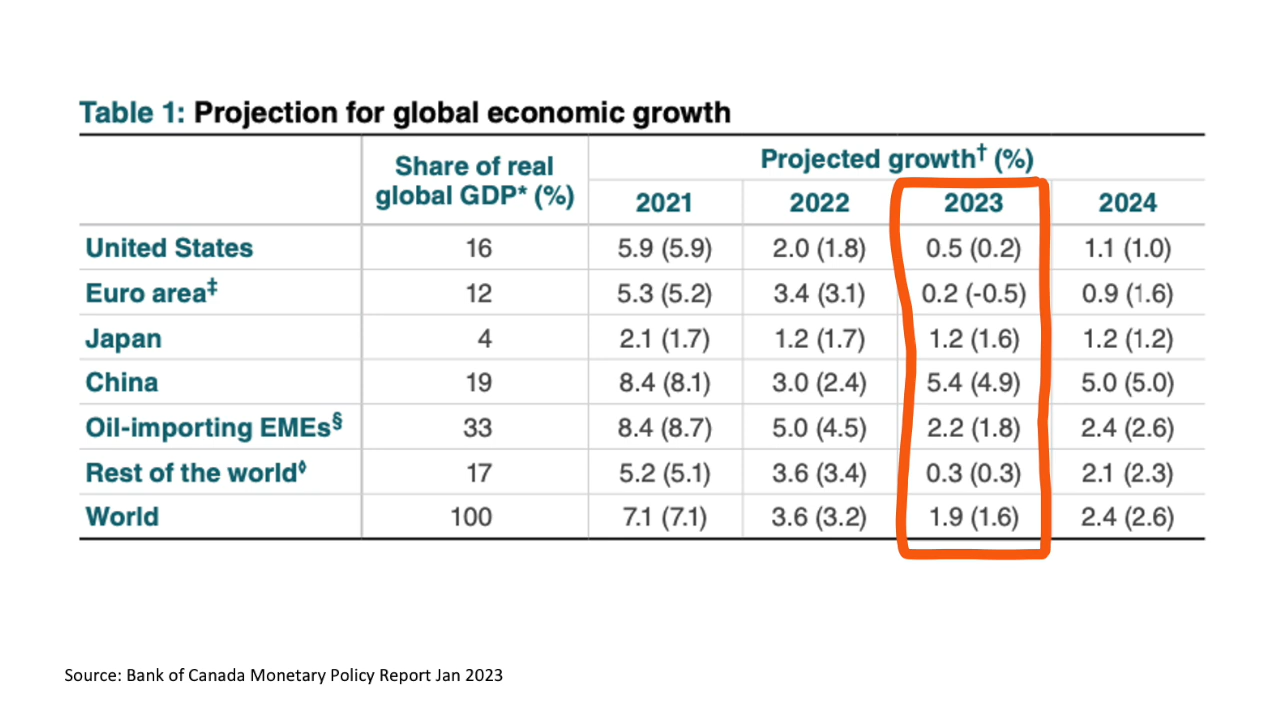 Table 1: Projection for global economic growth
Share of real global GDP* (%) Projected growth† (%)
2021 2022 2023 2024
United States 16 5.9 (5.9) 2.0 (1.8) 0.5 (0.2) 1.1 (1.0)
Euro area‡ 12 5.3 (5.2) 3.4 (3.1) 0.2 (-0.5) 0.9 (1.6)
Japan 4 2.1 (1.7) 1.2 (1.7) 1.2 (1.6) 1.2 (1.2)
China 19 8.4 (8.1) 3.0 (2.4) 5.4 (4.9) 5.0 (5.0)
Oil-importing EMEs§ 33 8.4 (8.7) 5.0 (4.5) 2.2 (1.8) 2.4 (2.6)
Rest of the world◊ 17 5.2 (5.1) 3.6 (3.4) 0.3 (0.3) 2.1 (2.3)
World 100 7.1 (7.1) 3.6 (3.2) 1.9 (1.6) 2.4 (2.6)
Source: Bank of Canada Monetary Policy Report Jan 2023